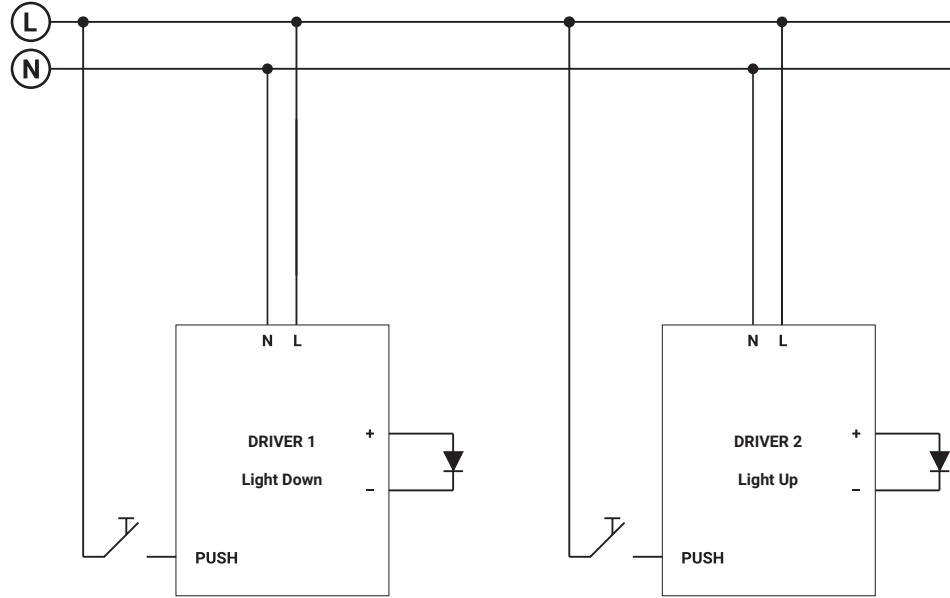 L
N
N L
N L
DRIVER 1
+
Light Down
–
PUSH
DRIVER 2
+
Light Up
–
PUSH